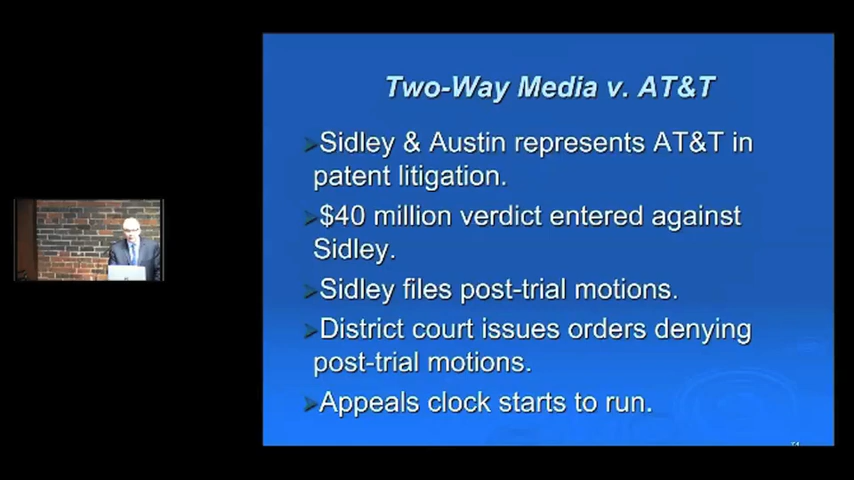 Two-Way Media v. AT&T
➢Sidley & Austin represents AT&T in
patent litigation.
➢$40 million verdict entered against
Sidley.
➢Sidley files post-trial motions.
➢District court issues orders denying
post-trial motions.
➢Appeals clock starts to run.